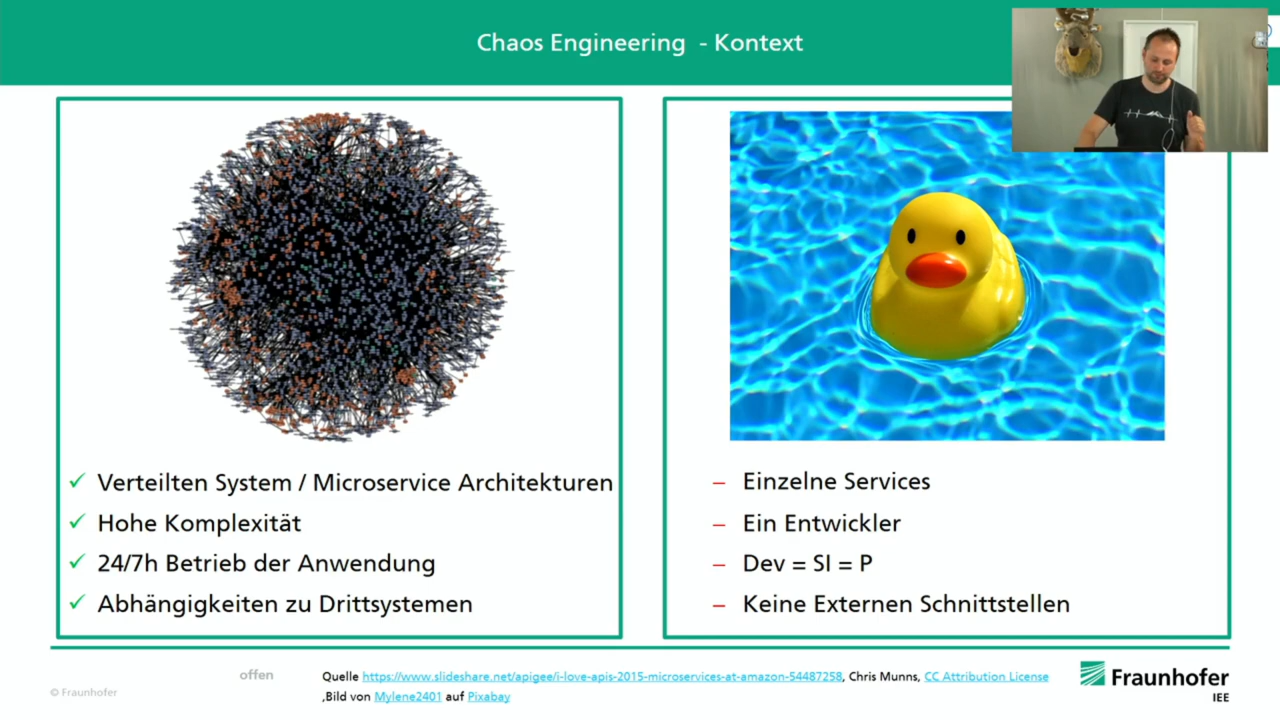 Chaos Engineering - Kontext
Verteilten System / Microservice Architekturen
Hohe Komplexität
24/7h Betrieb der Anwendung
Abhängigkeiten zu Drittsystemen
Einzelne Services
Ein Entwickler
Dev = SI = P
Keine Externen Schnittstellen
© Fraunhofer
offen
Quelle https://www.slideshare.net/apigee/i-love-apis-2015-microservices-at-amazon-54487258, Chris Munns, CC Attribution License
,Bild von Mylene2401 auf Pixabay
Fraunhofer
IEE